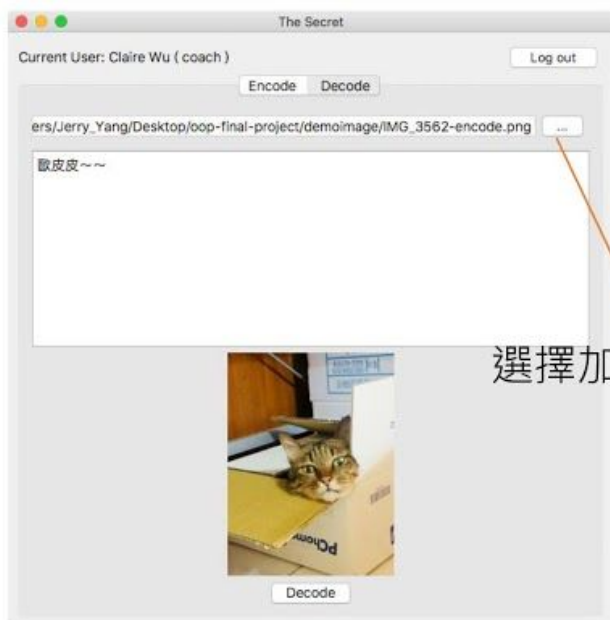 The Secret
Current User: Claire Wu ( coach )
Log out
Encode Decode
ers/Jerry_Yang/Desktop/oop-final-project/demoimage/IMG_3562-encode.png ...
歐皮皮~~
選擇加
PChome
Decode